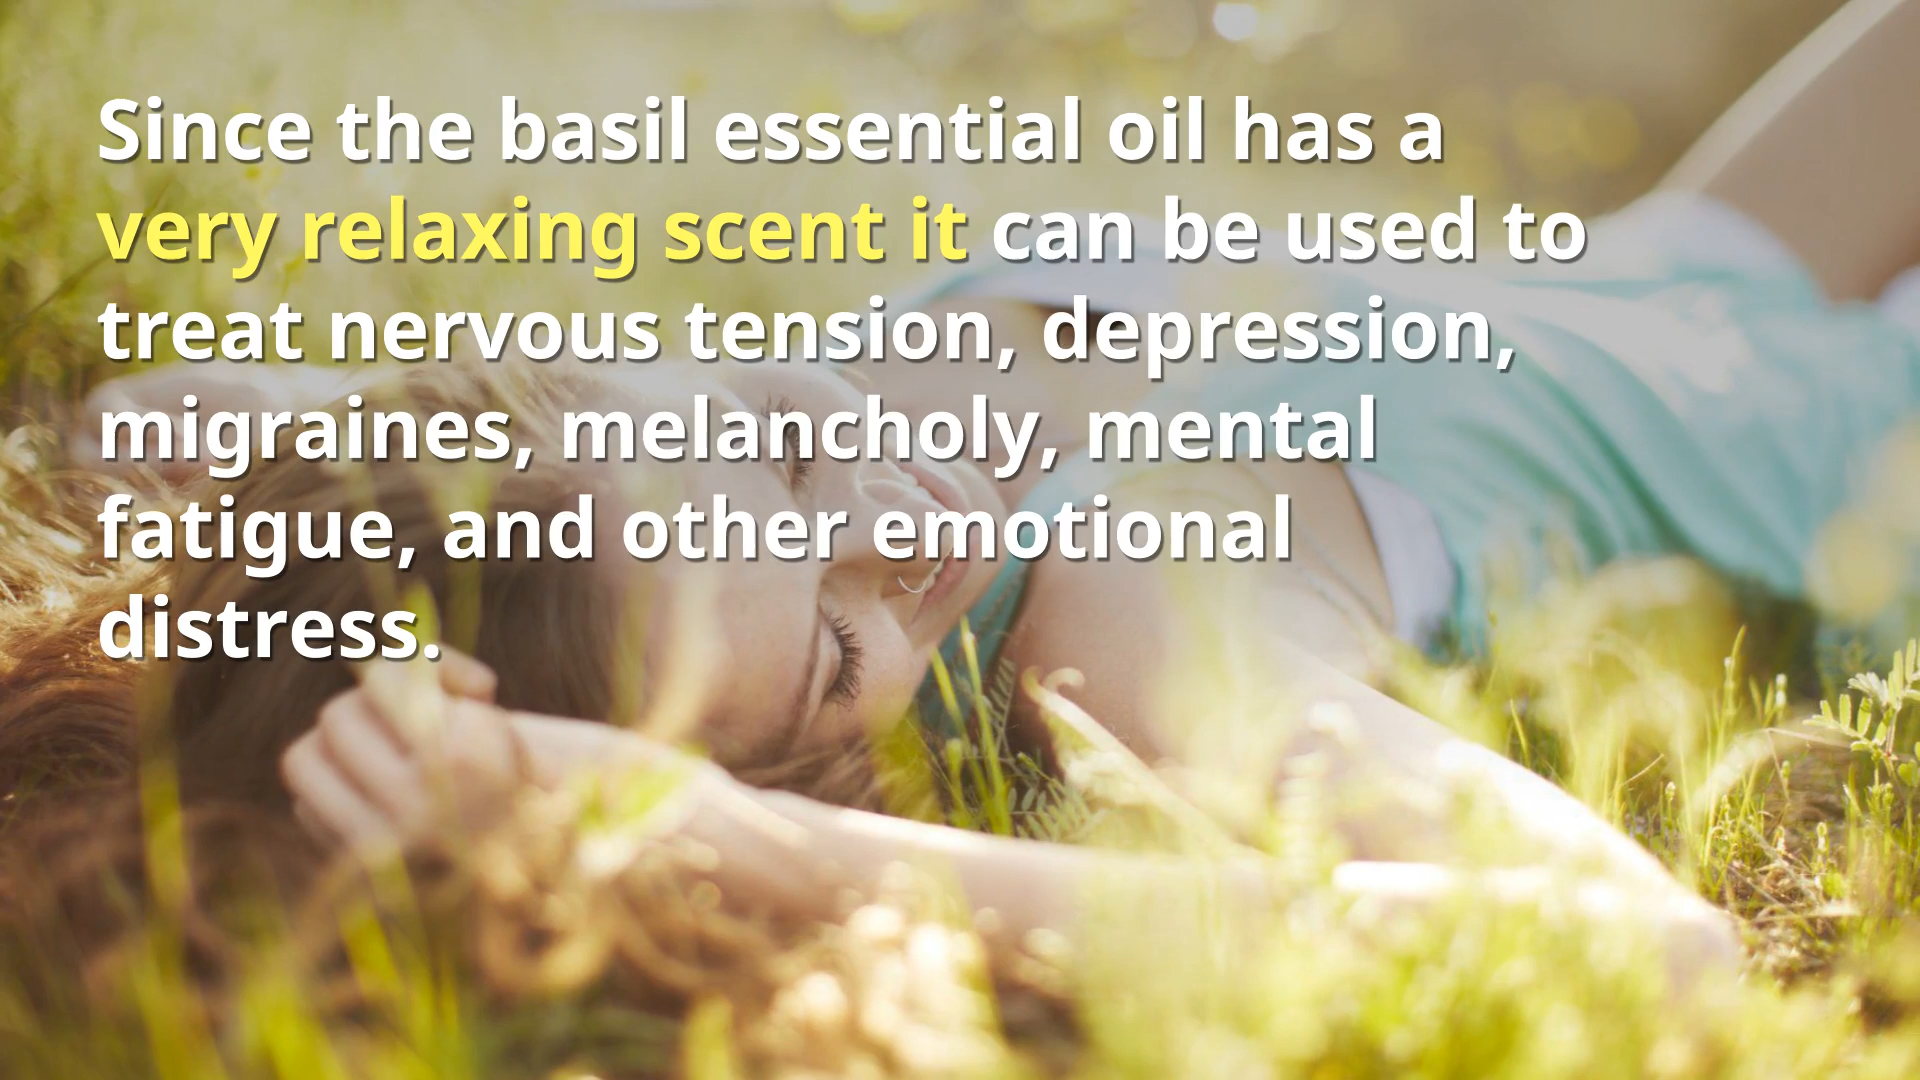 Since the basil essential oil has a
very relaxing scent it can be used to
treat nervous tension, depression,
migraines, melancholy, mental
fatigue, and other emotional
distress.